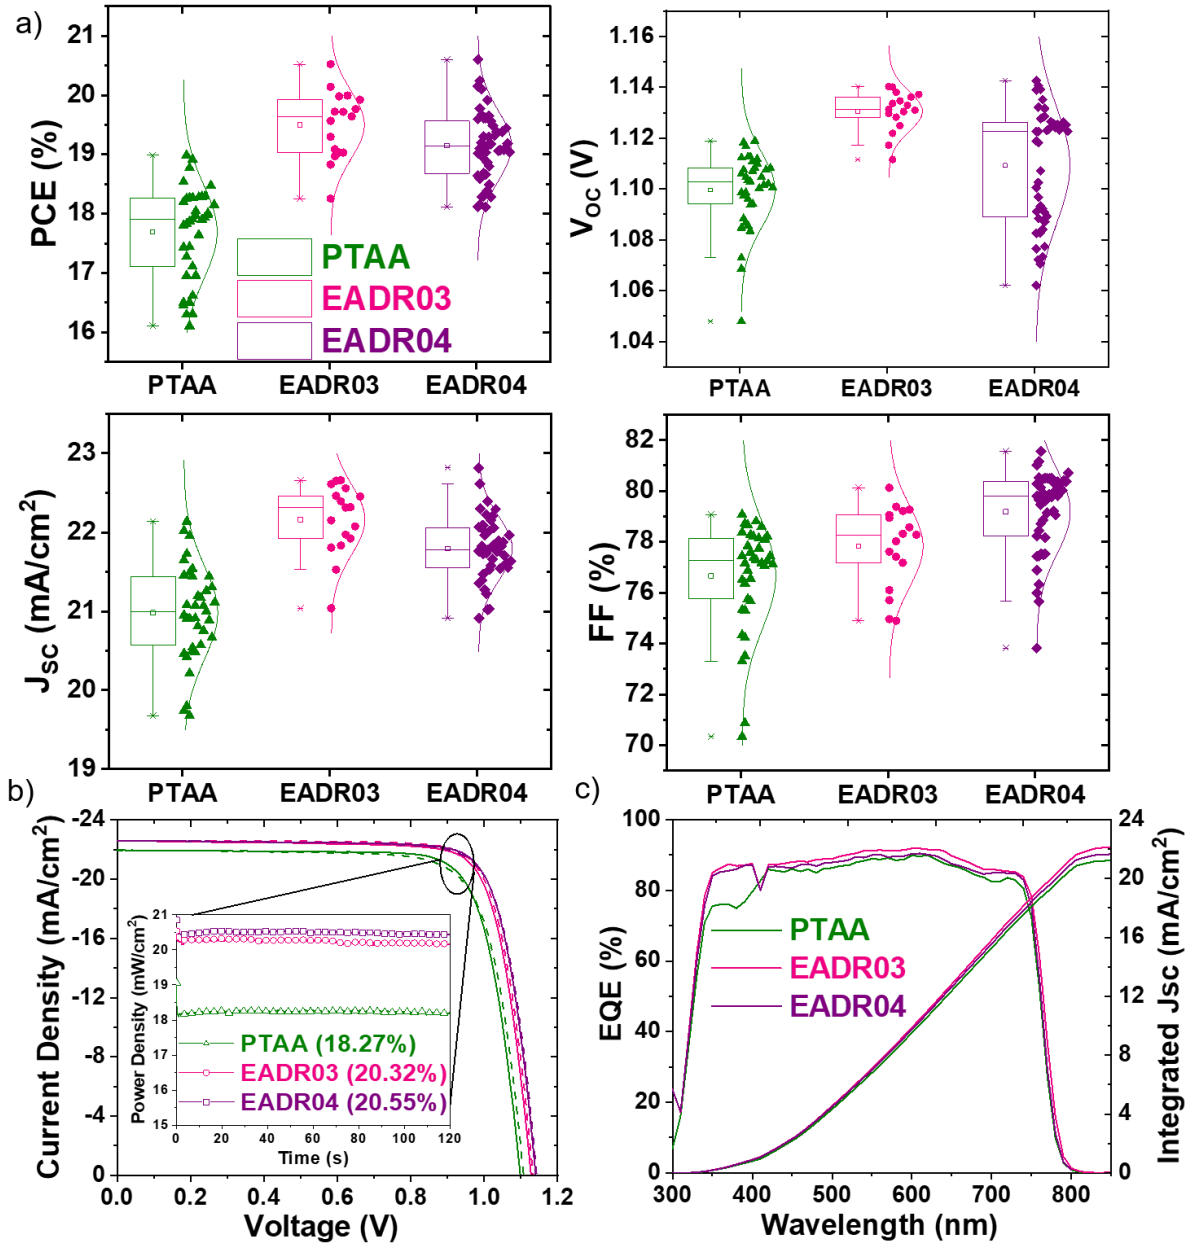 a)
PCE (%)
21
20
19
18
17
16
PTAA
EADR03
EADR04
PTAA
EADR03
EADR04
V_OC (V)
1.16
1.14
1.12
1.10
1.08
1.06
1.04
PTAA
EADR03
EADR04
J_SC (mA/cm²)
23
22
21
20
19
PTAA
EADR03
EADR04
FF (%)
82
80
78
76
74
72
70
PTAA
EADR03
EADR04
b)
Current Density (mA/cm²)
-24
-20
-16
-12
-8
-4
0
0.0
0.2
0.4
0.6
0.8
1.0
1.2
Voltage (V)
Power Density (mW/cm²)
21
20
19
18
17
16
15
0
20
40
60
80
100
120
Time (s)
PTAA (18.27%)
EADR03 (20.32%)
EADR04 (20.55%)
c)
EQE (%)
100
80
60
40
20
0
300
400
500
600
700
800
Wavelength (nm)
PTAA
EADR03
EADR04
24
20
16
12
8
4
0
Integrated Jsc (mA/cm²)